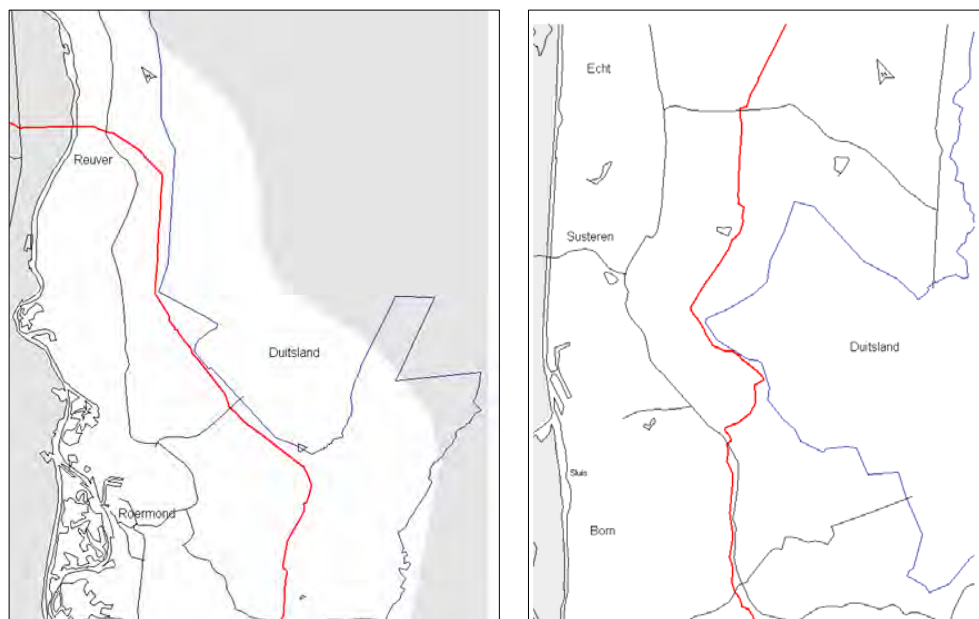 Reuver
Duitsland
Roermond
Echt
Susteren
Duitsland
Sluis
Born